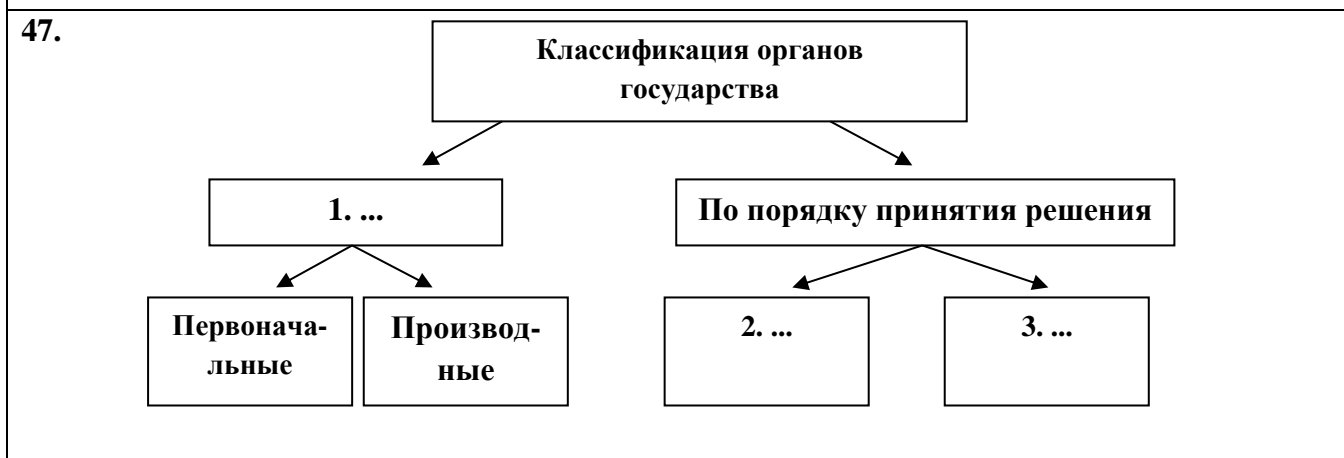 47.
Классификация органов
государства
1. ...
По порядку принятия решения
Первонача-
льные
Производ-
ные
2. ...
3. ...